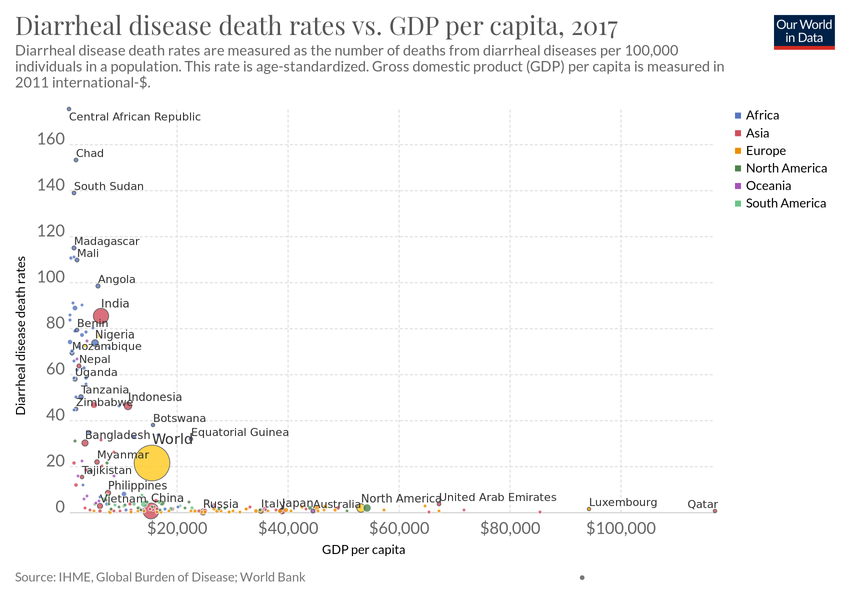 Diarrheal disease death rates vs. GDP per capita, 2017
Our World
in Data
Diarrheal disease death rates are measured as the number of deaths from diarrheal diseases per 100,000
individuals in a population. This rate is age-standardized. Gross domestic product (GDP) per capita is measured in
2011 international-$.
Africa
Asia
Europe
North America
Oceania
South America
Diarrheal disease death rates
160
140
120
100
80
60
40
20
0
Central African Republic
Chad
South Sudan
Madagascar
Mali
Angola
India
Benin
Nigeria
Mozambique
Nepal
Uganda
Tanzania
Zimbabwe
Indonesia
Botswana
Bangladesh
World
Equatorial Guinea
Myanmar
Tajikistan
Philippines
Vietnam
China
Russia
Italy
Japan
Australia
North America
United Arab Emirates
Luxembourg
Qatar
$20,000
$40,000
$60,000
$80,000
$100,000
GDP per capita
Source: IHME, Global Burden of Disease; World Bank